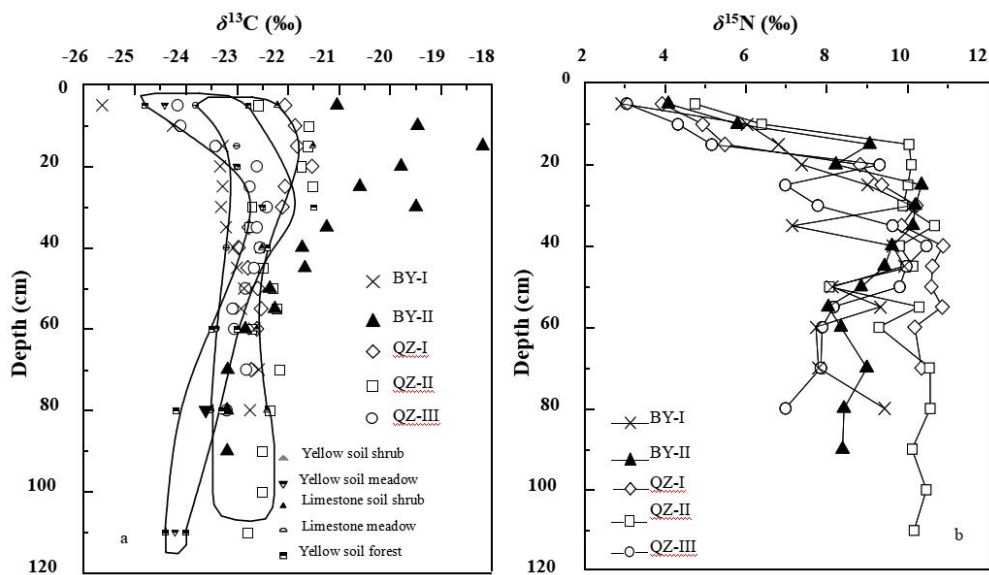 δ¹³C (‰)
-26 -24 -23 -22 -21 -20 -19 -18
Depth (cm)
0
20
40
60
80
100
120
BY-I
BY-II
QZ-I
QZ-II
QZ-III
Yellow soil shrub
Yellow soil meadow
Limestone soil shrub
Limestone meadow
Yellow soil forest
a
δ¹⁵N (‰)
2 4 6 8 10 12
Depth (cm)
0
20
40
60
80
100
120
BY-I
BY-II
QZ-I
QZ-II
QZ-III
b